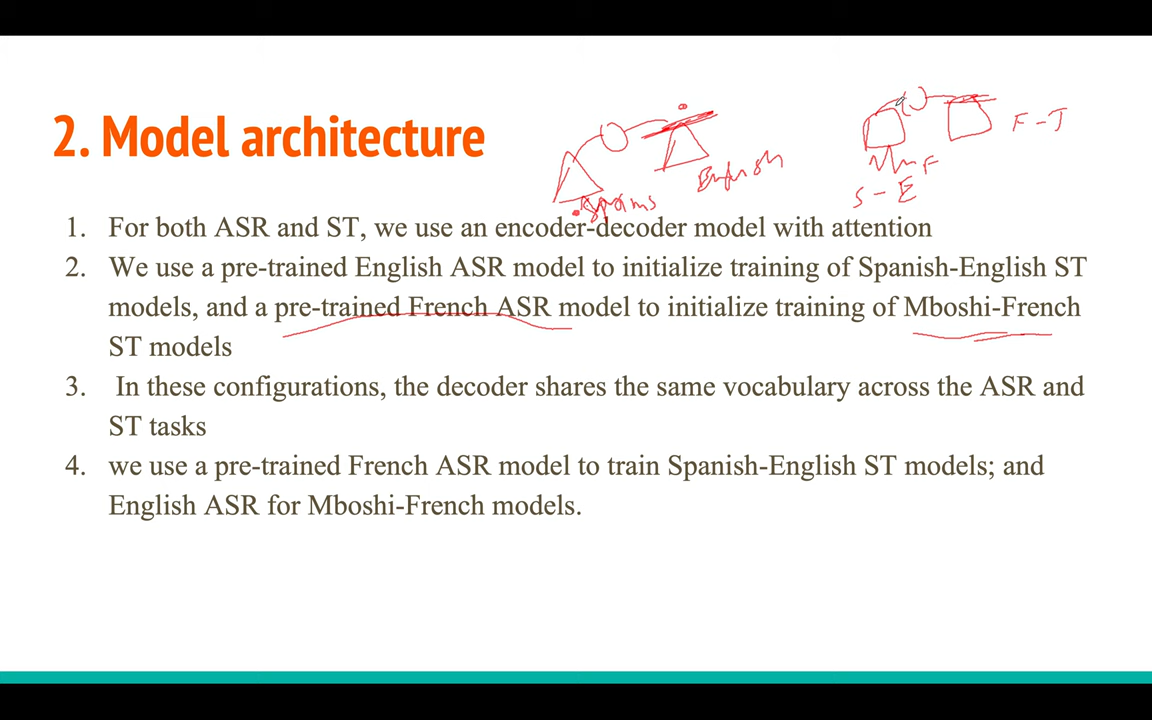 2. Model architecture
English
F - T
F
S - E
1. For both ASR and ST, we use an encoder-decoder model with attention
2. We use a pre-trained English ASR model to initialize training of Spanish-English ST
models, and a pre-trained French ASR model to initialize training of Mboshi-French
ST models
3. In these configurations, the decoder shares the same vocabulary across the ASR and
ST tasks
4. we use a pre-trained French ASR model to train Spanish-English ST models; and
English ASR for Mboshi-French models.